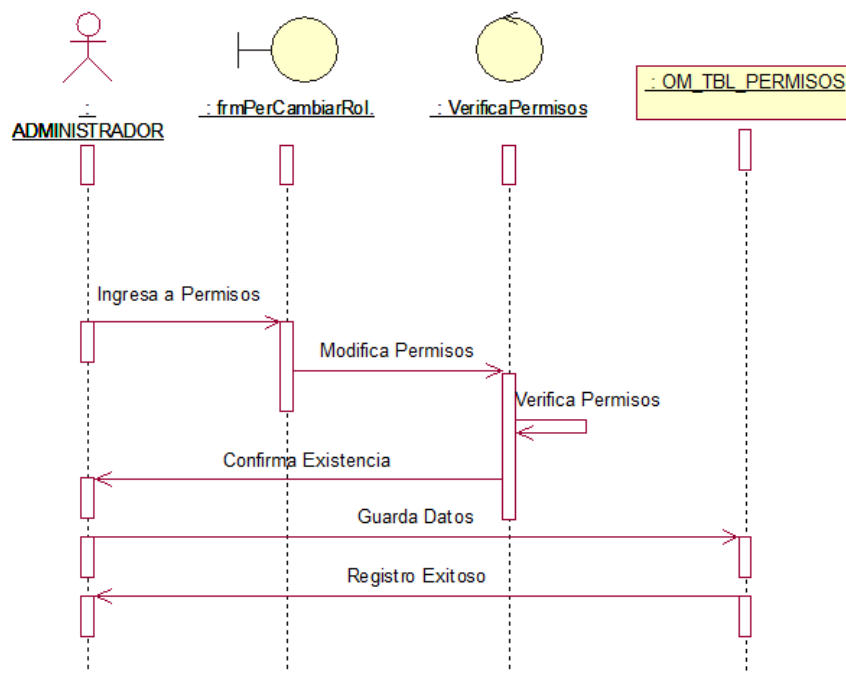 : OM_TBL_PERMISOS
:
ADMINISTRADOR
: frmPerCambiarRol.
: VerificaPermisos
Ingresa a Permisos
Modifica Permisos
Verifica Permisos
Confirma Existencia
Guarda Datos
Registro Exitoso